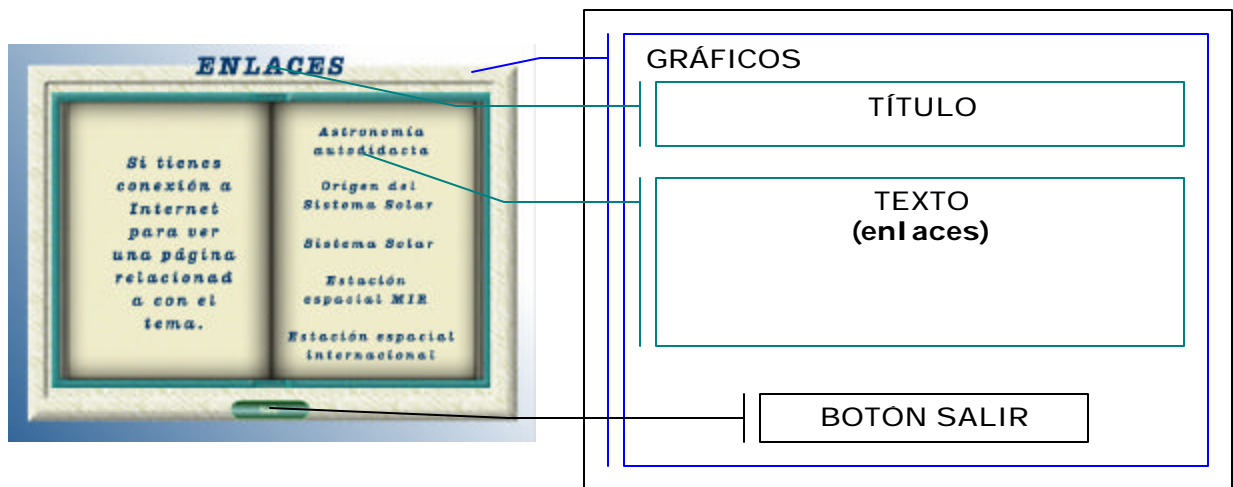 ENLACES
Si tienes
conexión a
Internet
para ver
una página
relacionad
a con el
tema.
Astronomía
autodidacta
Origen del
Sistema Solar
Sistema Solar
Estación
espacial MIR
Estación espacial
internacional
GRÁFICOS
TÍTULO
TEXTO
(enlaces)
BOTÓN SALIR